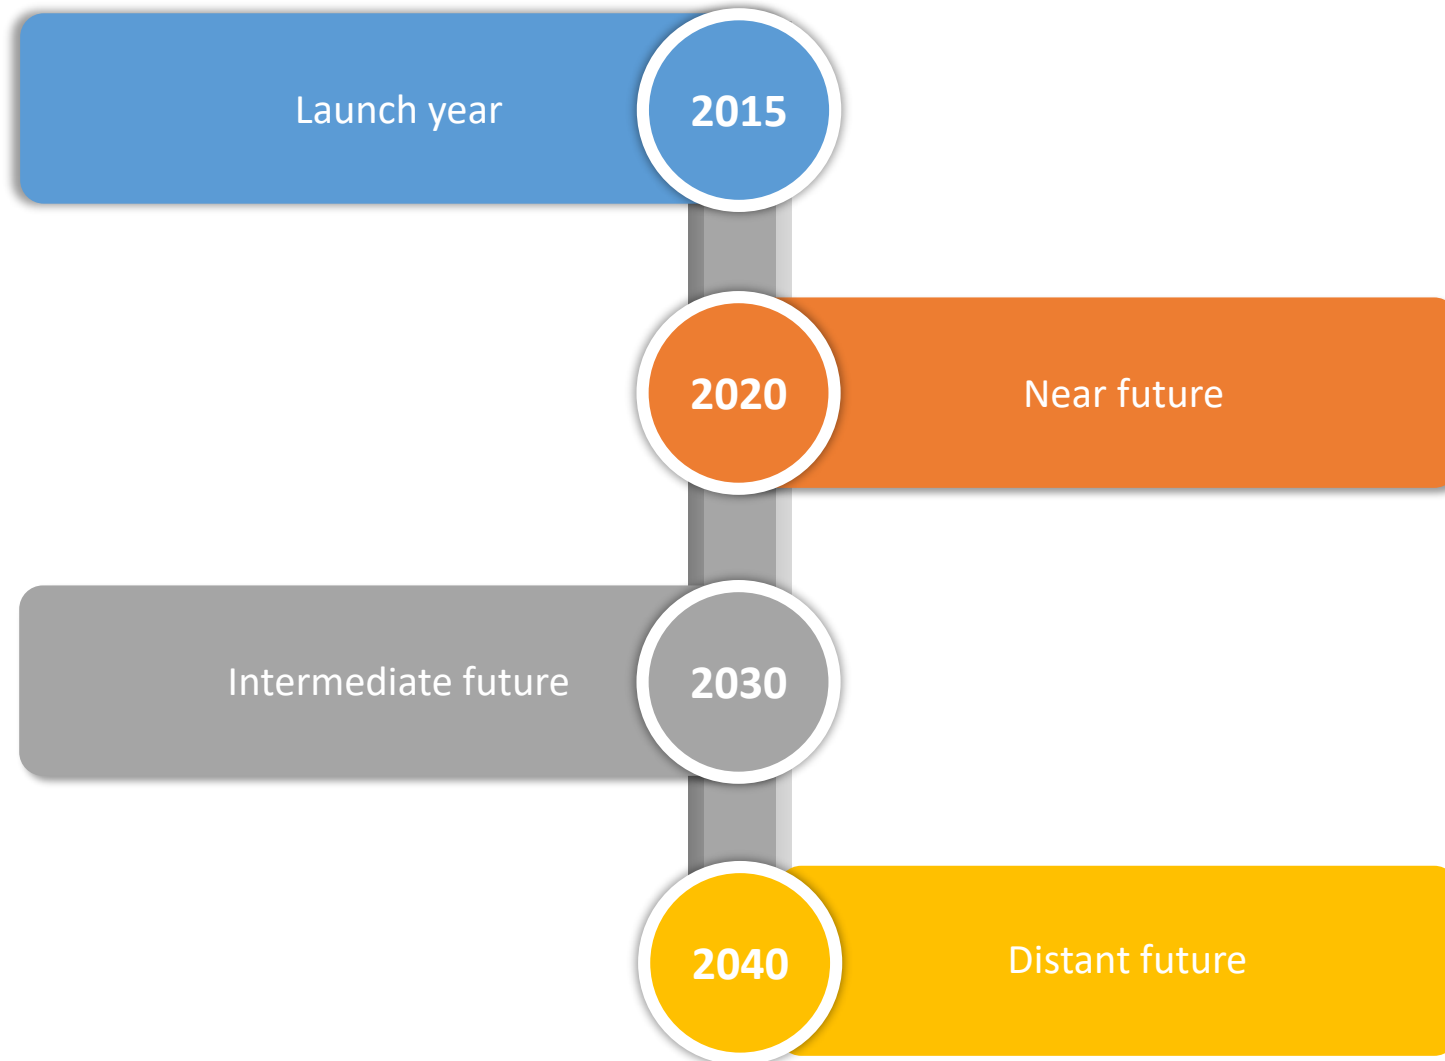 Launch year
2015
2020
Near future
Intermediate future
2030
2040
Distant future